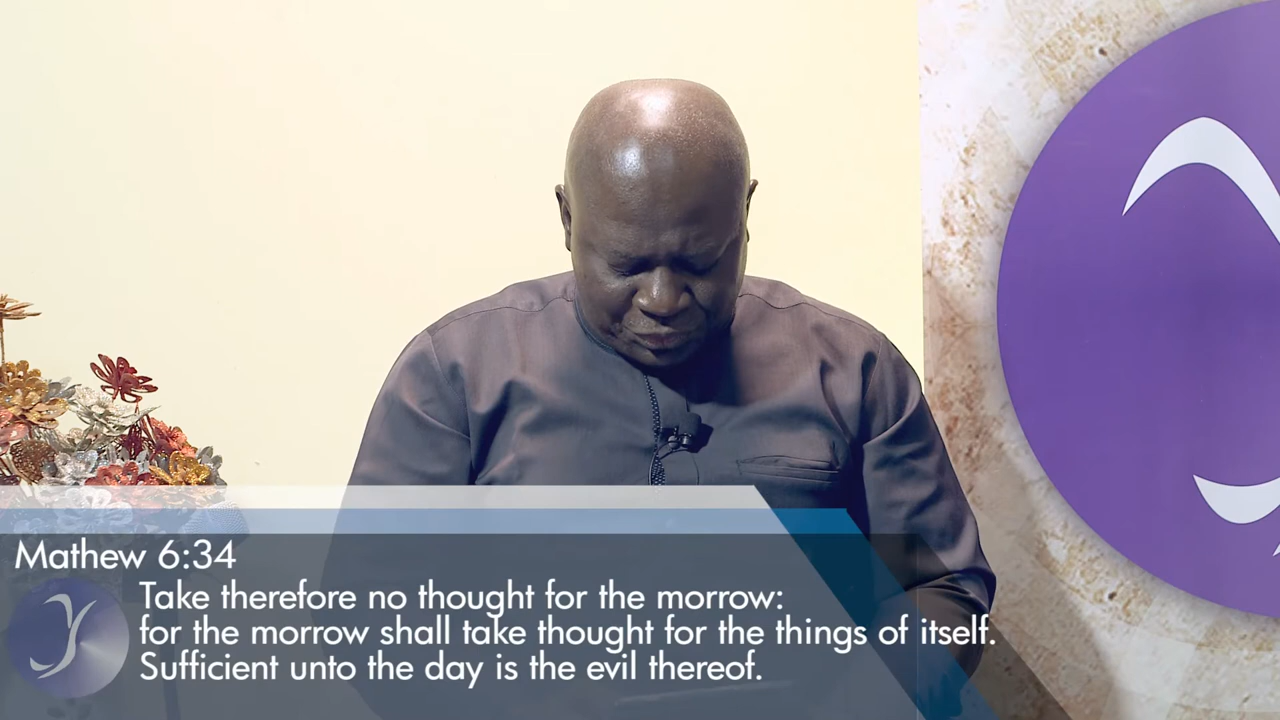 Mathew 6:34
Take therefore no thought for the morrow:
for the morrow shall take thought for the things of itself.
Sufficient unto the day is the evil thereof.